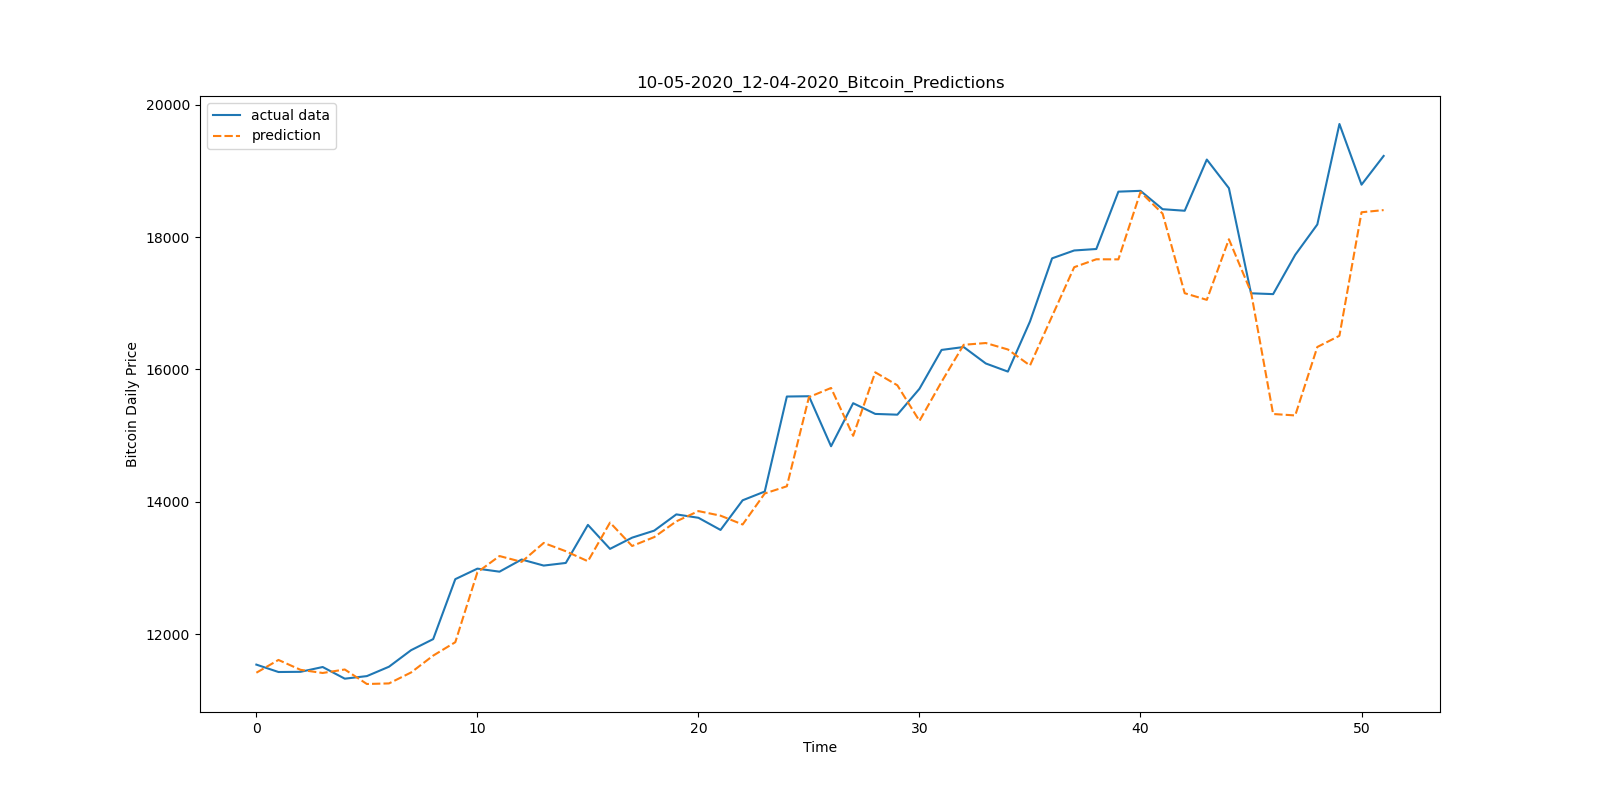 10-05-2020_12-04-2020_Bitcoin_Predictions
actual data
prediction
20000
18000
16000
14000
12000
Bitcoin Daily Price
0 10 20 30 40 50
Time